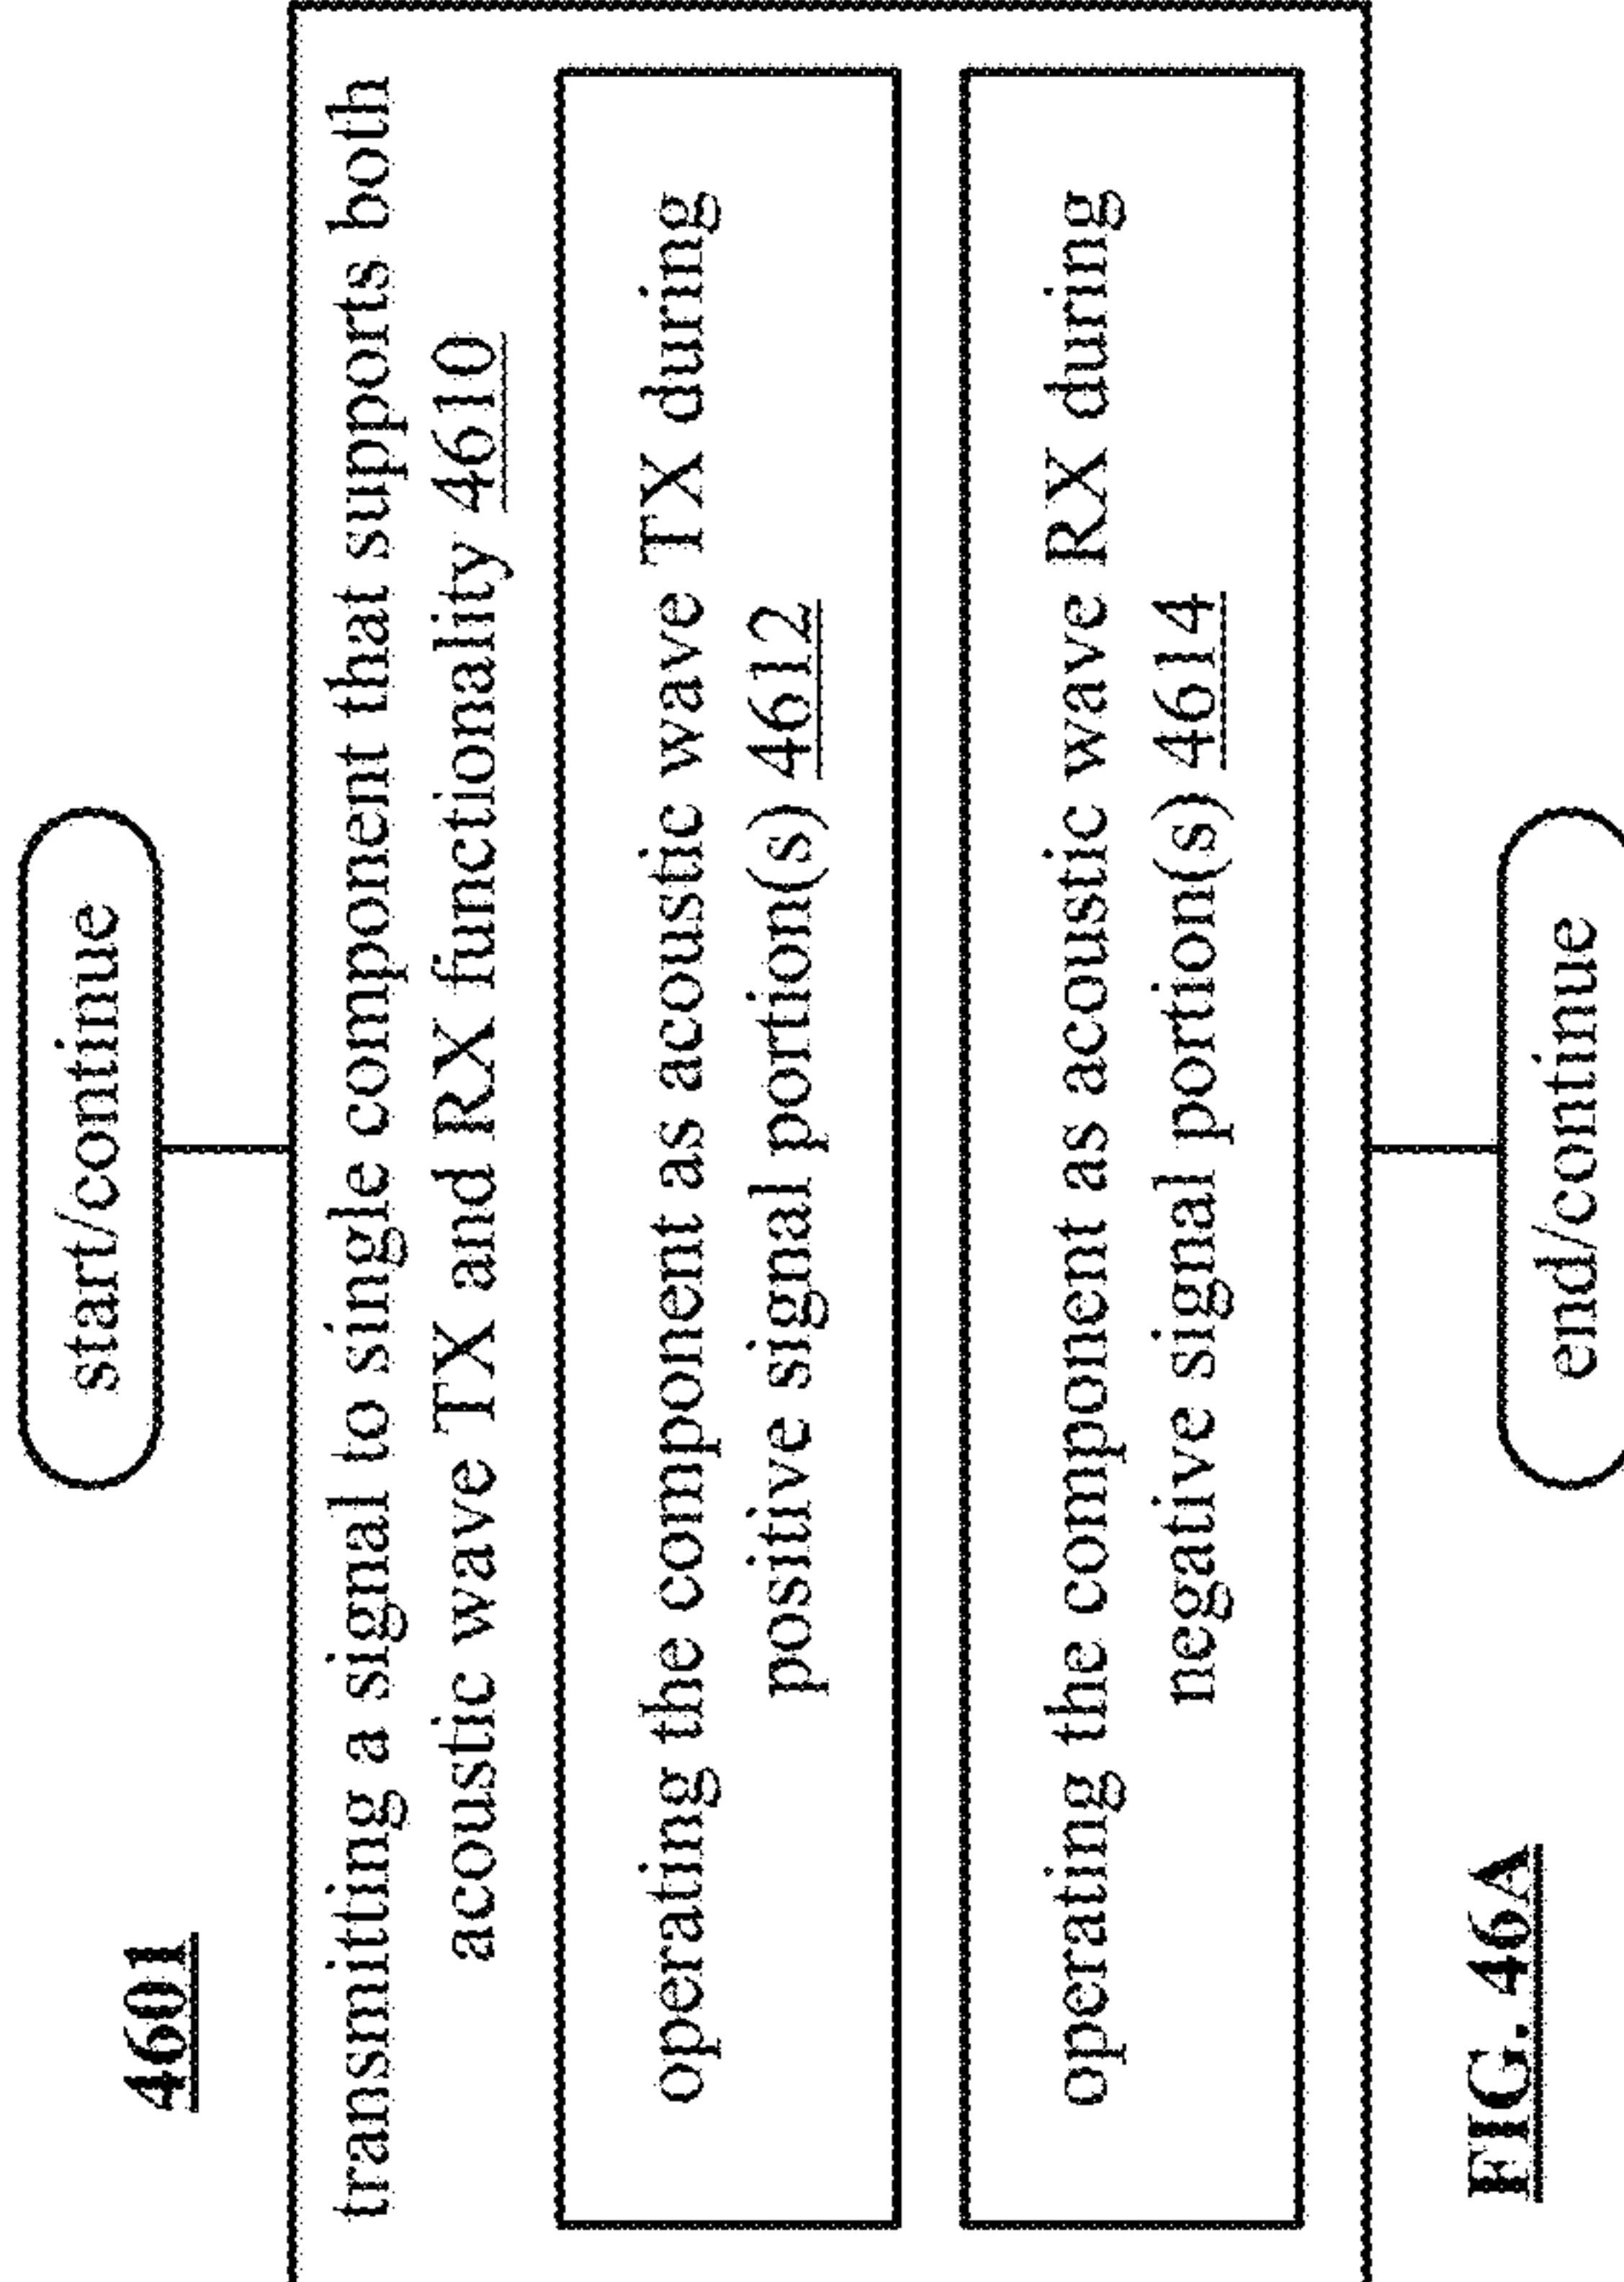 4601
start/continue
transmitting a signal to single component that supports both
acoustic wave TX and RX functionality 4610
operating the component as acoustic wave TX during
positive signal portion(s) 4612
operating the component as acoustic wave RX during
negative signal portion(s) 4614
end/continue
FIG. 46A